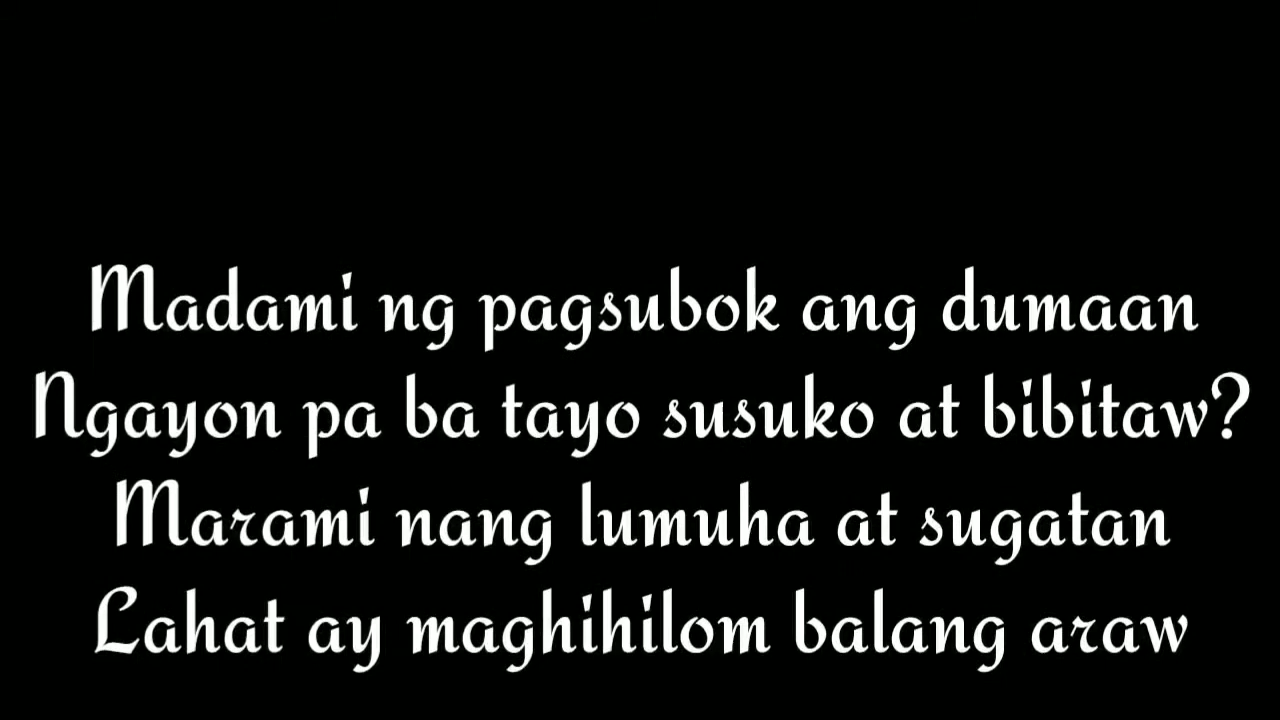 Madami ng pagsubok ang dumaan
Ngayon pa ba tayo susuko at bibitaw?
Marami nang lumuha at sugatan
Lahat ay maghihilom balang araw